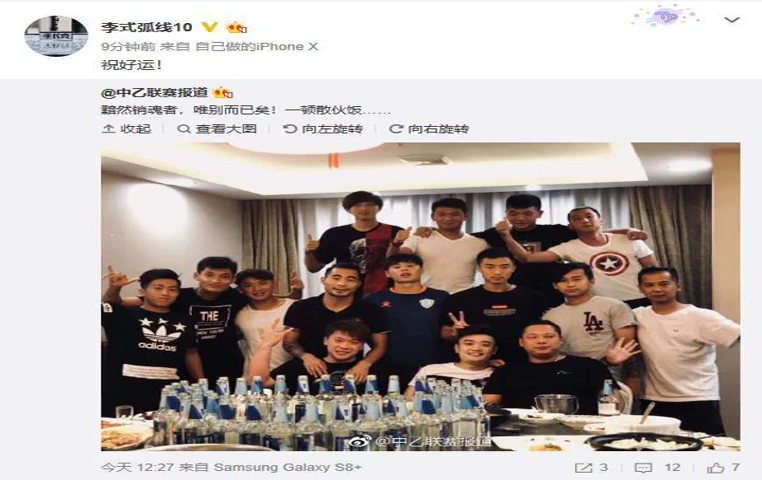 李式弧线10
9分钟前 来自 自己做的iPhone X
祝好运！
@中乙联赛报道
黯然销魂者，唯别而已矣！一顿散伙饭……
收起 查看大图 向左旋转 向右旋转
THE
adidas
LA
@中乙联赛报道
今天 12:27 来自 Samsung Galaxy S8+
3 12 7